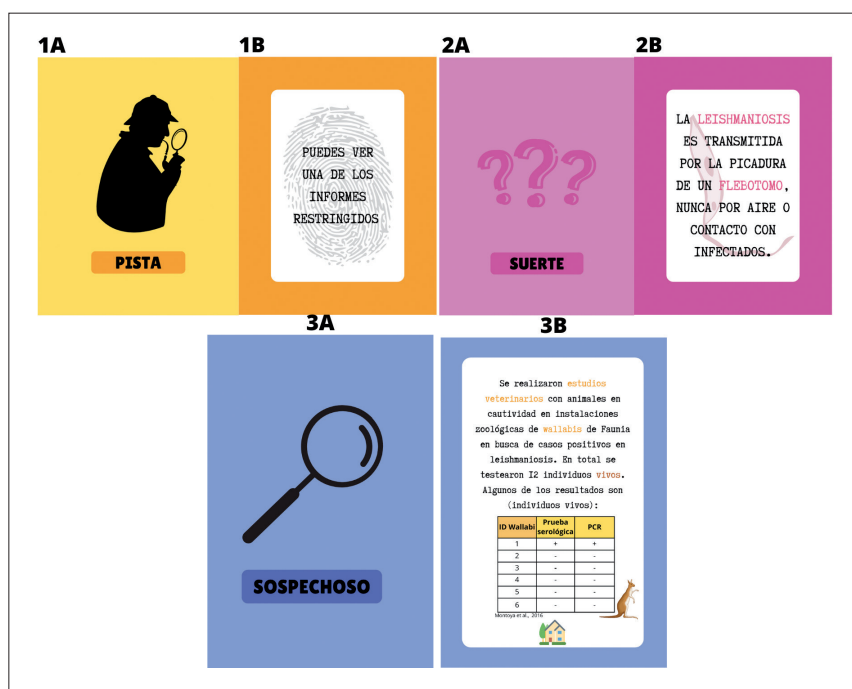 1A
1B
2A
2B
PISTA
PUEDES VER
UNA DE LOS
INFORMES
RESTRINGIDOS
???
SUERTE
LA LEISHMANIOSIS
ES TRANSMITIDA
POR LA PICADURA
DE UN FLEBOTOMO,
NUNCA POR AIRE O
CONTACTO CON
INFECTADOS.
3A
3B
SOSPECHOSO
Se realizaron estudios
veterinarios con animales en
cautividad en instalaciones
zoológicas de wallabis de Faunia
en busca de casos positivos en
leishmaniosis. En total se
testearon I2 individuos vivos.
Algunos de los resultados son
(individuos vivos):
ID Wallabi Prueba serológica PCR
1 + +
2 - -
3 - -
4 - -
5 - -
6 - -
Montoya et al., 2016